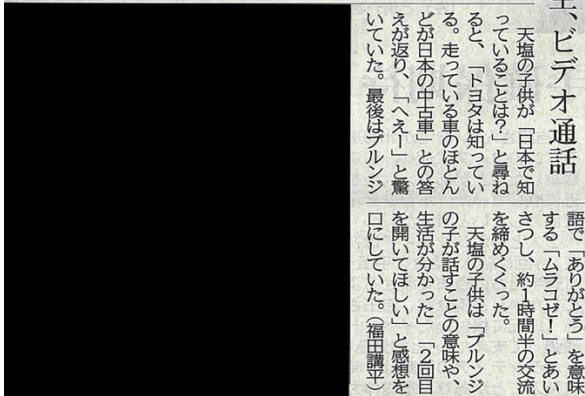 、ビデオ通話
天塩の子供が「日本で知
っていることは？」と尋ね
ると、「トヨタは知ってい
る。走っている車のほとん
どが日本の中古車」との答
えが返り、「へえー」と驚
いていた。最後はブルンジ
語で「ありがとう」を意味
する「ムラコゼ！」とあい
さつし、約１時間半の交流
を締めくくった。
天塩の子供は「ブルンジ
の子が話すことの意味や、
生活が分かった」「２回目
を開いてほしい」と感想を
口にしていた。（福田講平）